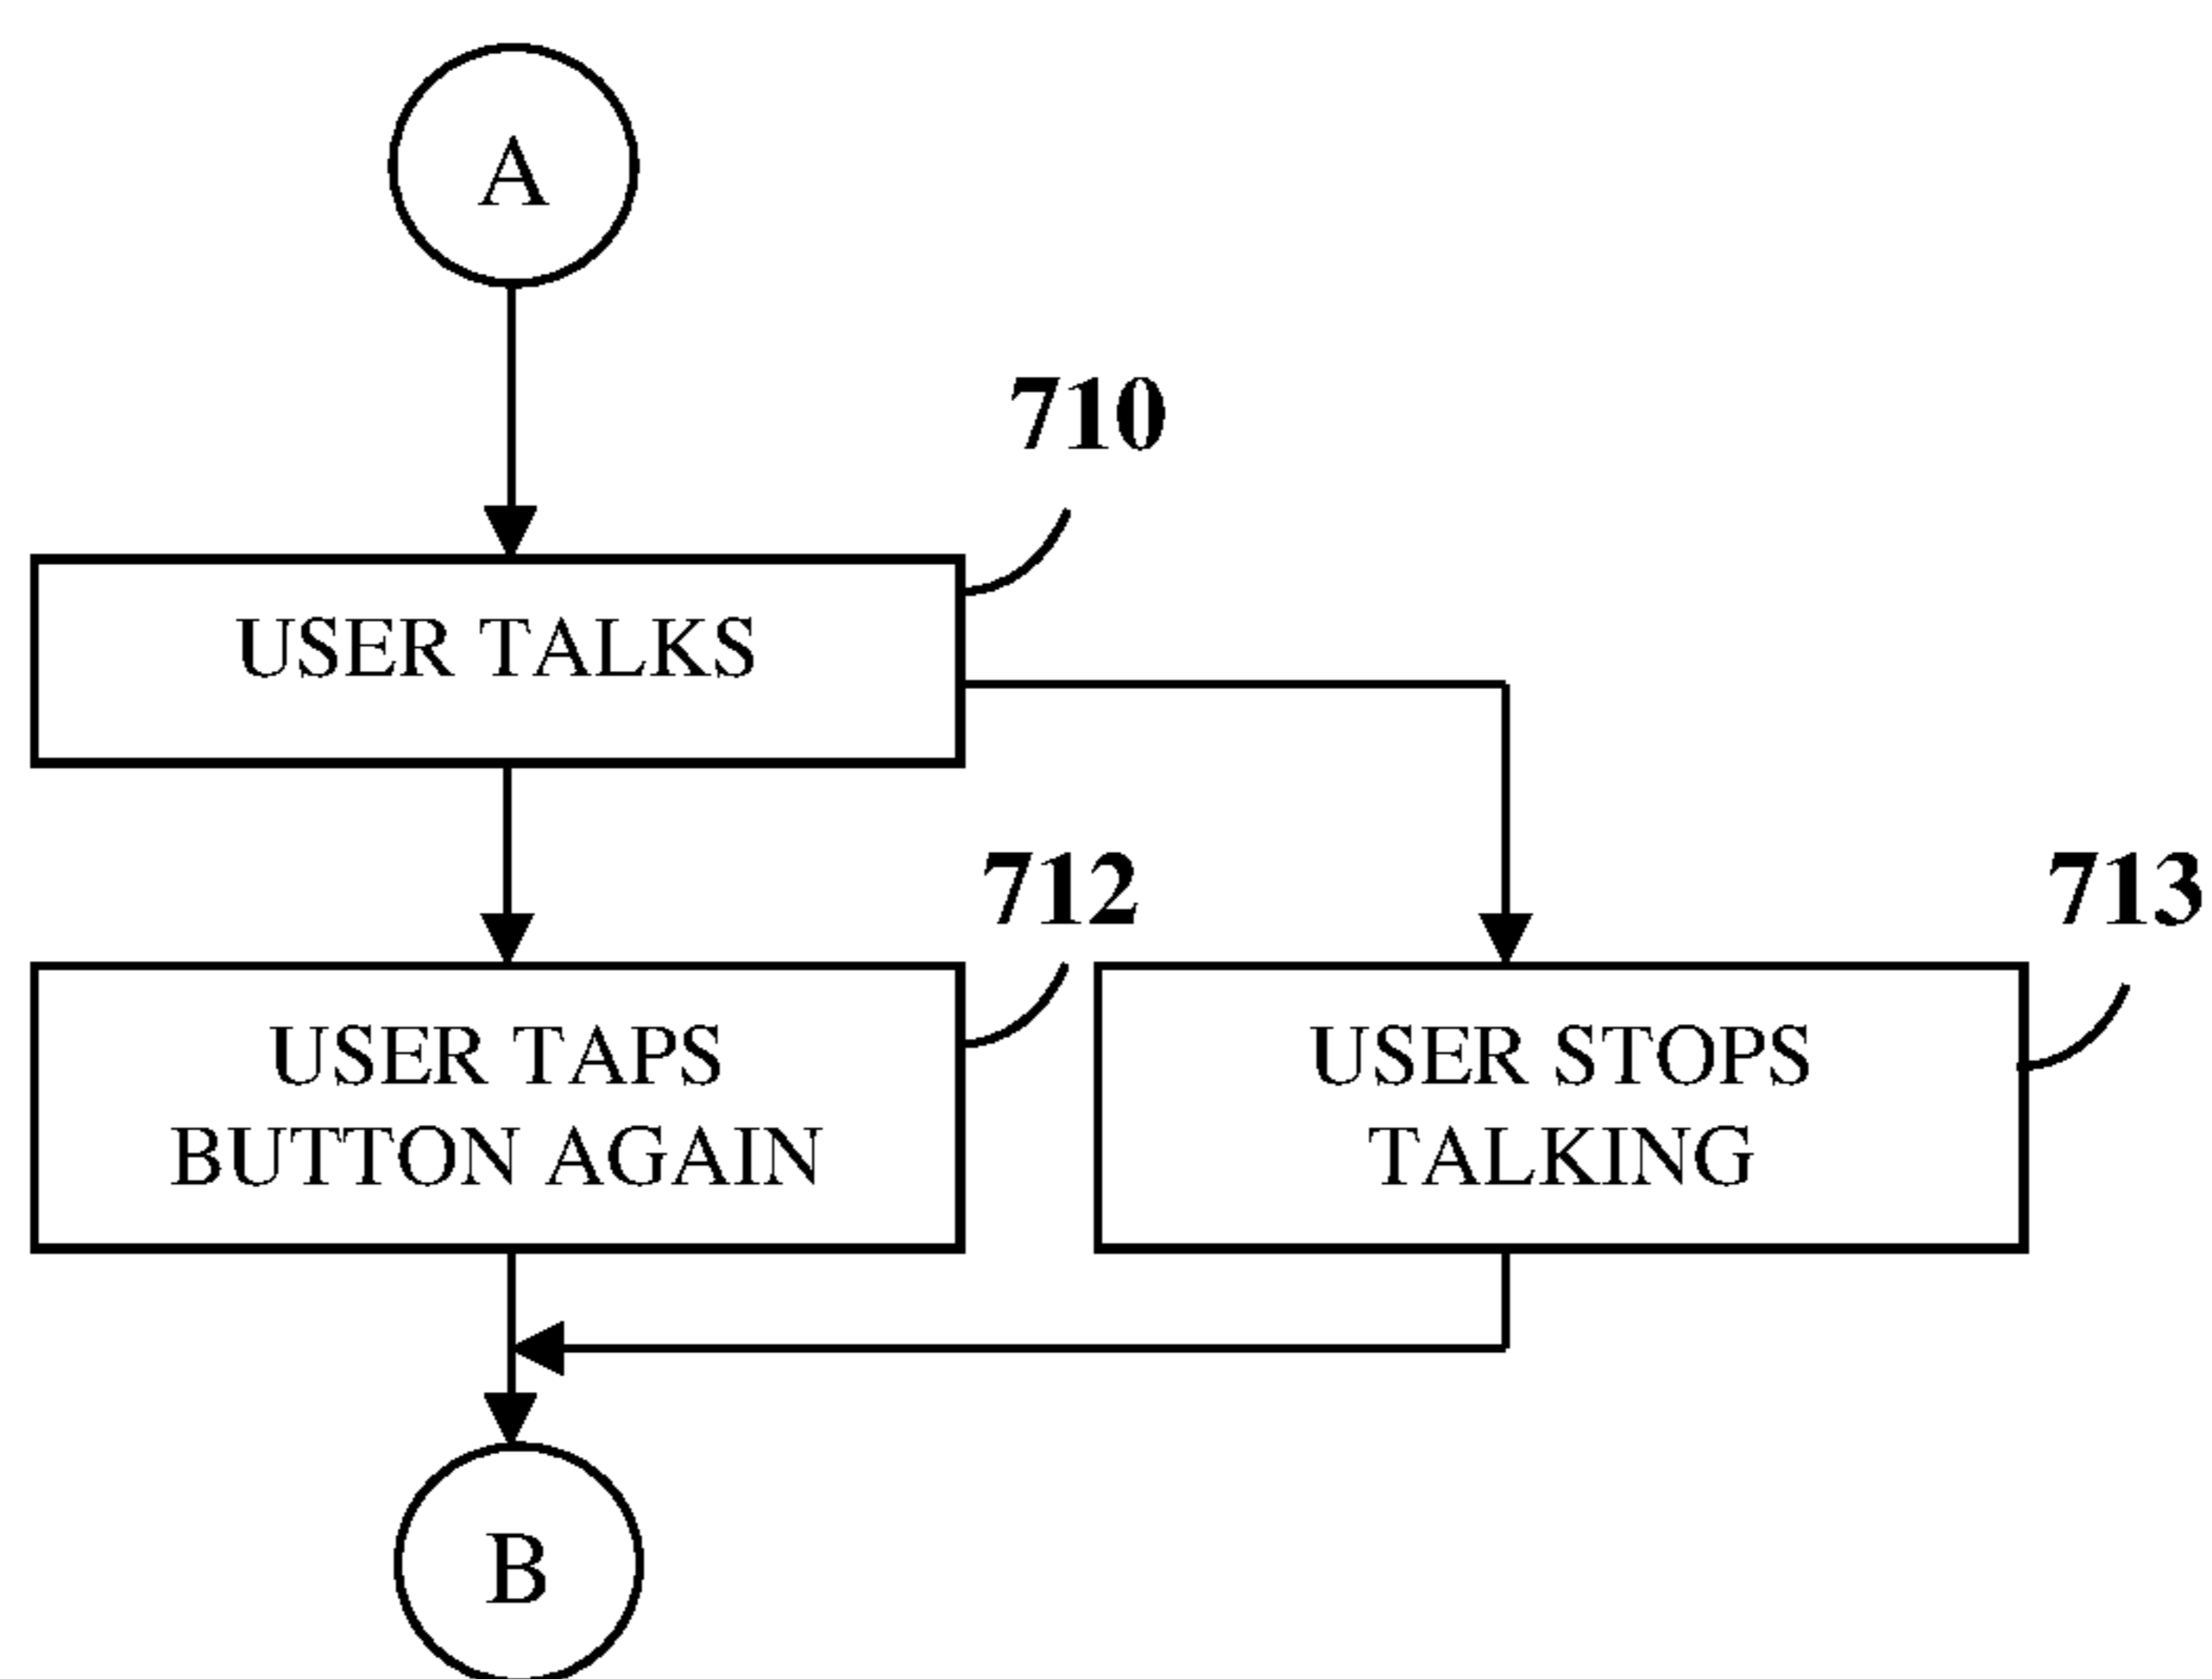 A
710
USER TALKS
712
713
USER TAPS
BUTTON AGAIN
USER STOPS
TALKING
B